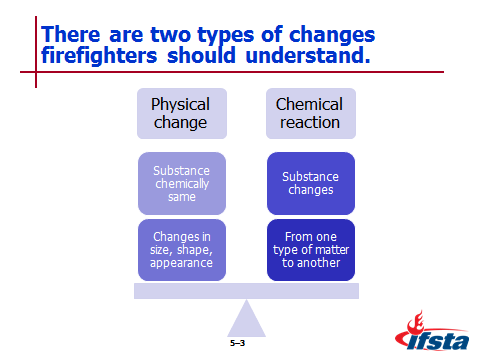 There are two types of changes
firefighters should understand.
Physical
change
Chemical
reaction
Substance
chemically
same
Substance
changes
Changes in
size, shape,
appearance
From one
type of matter
to another
5–3
ifsta